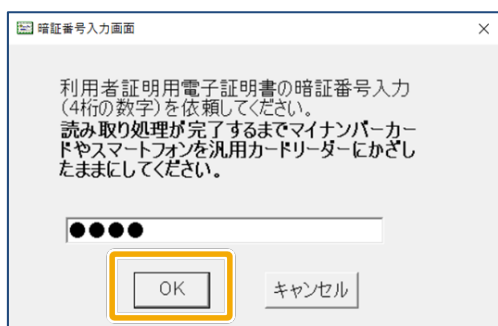 暗証番号入力画面
利用者証明用電子証明書の暗証番号入力
(4桁の数字)を依頼してください。
読み取り処理が完了するまでマイナンバーカー
ドやスマートフォンを汎用カードリーダーにかざし
たままにしてください。
●●●●
OK
キャンセル